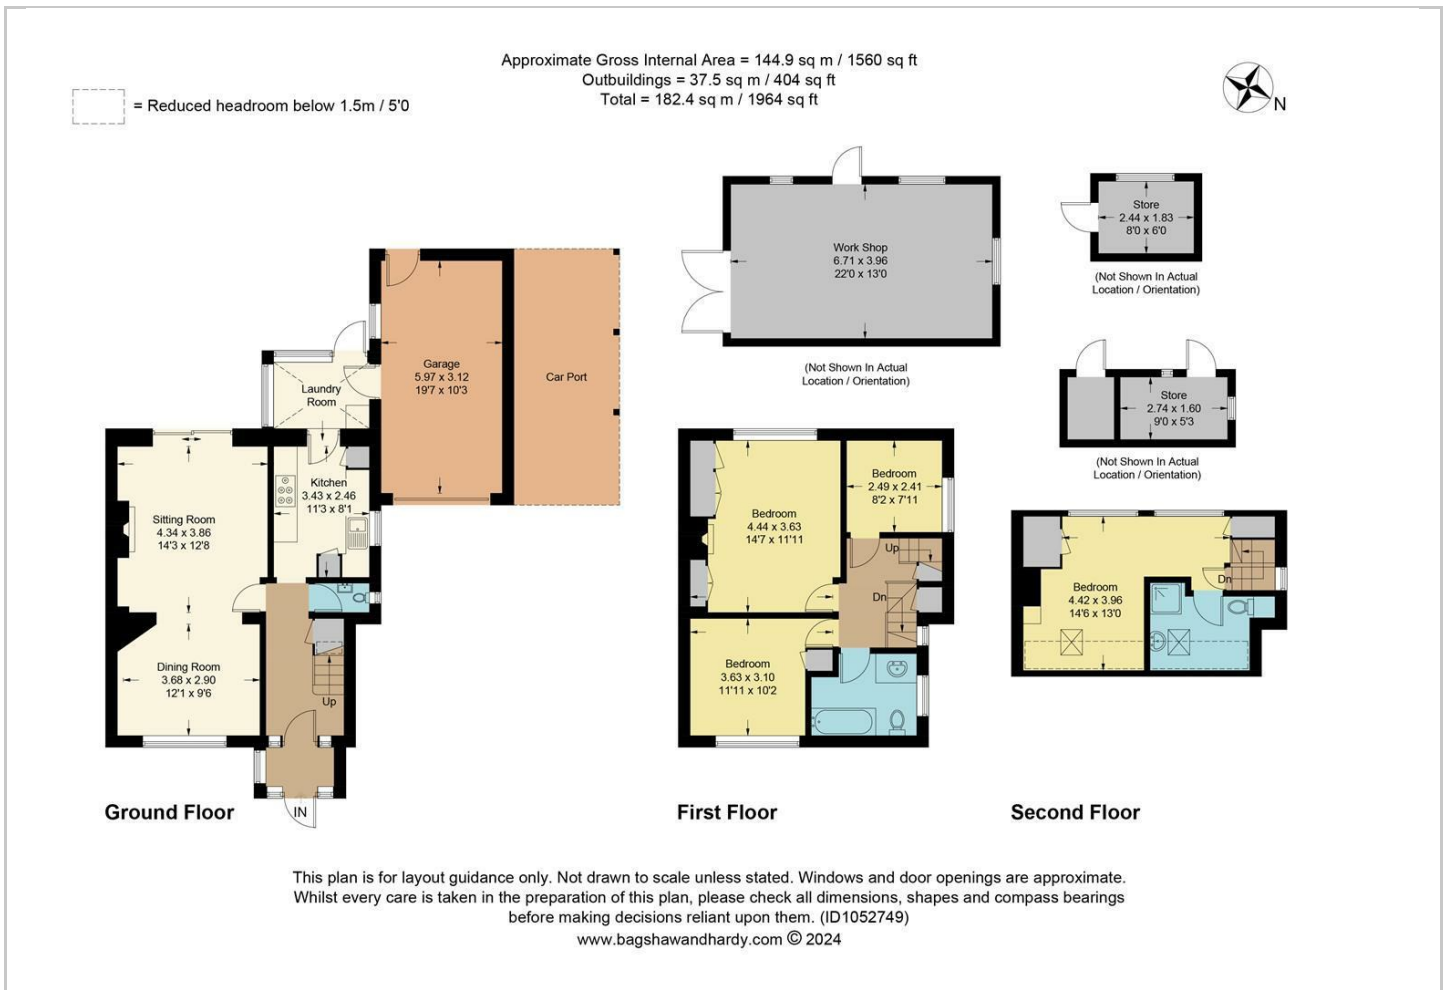 Approximate Gross Internal Area = 144.9 sq m / 1560 sq ft
Outbuildings = 37.5 sq m / 404 sq ft
Total = 182.4 sq m / 1964 sq ft
= Reduced headroom below 1.5m / 5'0
N
Work Shop
6.71 x 3.96
22'0 x 13'0
(Not Shown In Actual
Location / Orientation)
Store
2.44 x 1.83
8'0 x 6'0
(Not Shown In Actual
Location / Orientation)
Store
2.74 x 1.60
9'0 x 5'3
(Not Shown In Actual
Location / Orientation)
Garage
5.97 x 3.12
19'7 x 10'3
Car Port
Laundry
Room
Kitchen
3.43 x 2.46
11'3 x 8'1
Sitting Room
4.34 x 3.86
14'3 x 12'8
Dining Room
3.68 x 2.90
12'1 x 9'6
Up
IN
Ground Floor
Bedroom
4.44 x 3.63
14'7 x 11'11
Bedroom
2.49 x 2.41
8'2 x 7'11
Up
Dn
Bedroom
3.63 x 3.10
11'11 x 10'2
First Floor
Bedroom
4.42 x 3.96
14'6 x 13'0
Dn
Second Floor
This plan is for layout guidance only. Not drawn to scale unless stated. Windows and door openings are approximate.
Whilst every care is taken in the preparation of this plan, please check all dimensions, shapes and compass bearings
before making decisions reliant upon them. (ID1052749)
www.bagshawandhardy.com © 2024